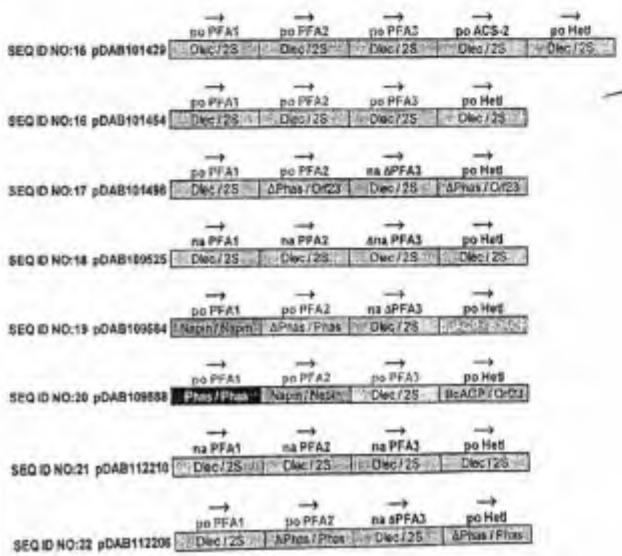 po PFA1 po PFA2 po PFA3 po ACS-2 po HetI
SEQ ID NO:16 pDAB101429 Dlec / 2S Dlec / 2S Dlec / 2S Dlec / 2S Dlec / 2S
po PFA1 po PFA2 po PFA3 po HetI
SEQ ID NO:16 pDAB101454 Dlec / 2S Dlec / 2S Dlec / 2S Dlec / 2S
po PFA1 po PFA2 na ΔPFA3 po HetI
SEQ ID NO:17 pDAB101496 Dlec / 2S ΔPhas / Orf23 Dlec / 2S ΔPhas / Orf23
na PFA1 na PFA2 Δna PFA3 po HetI
SEQ ID NO:18 pDAB109525 Dlec / 2S Dlec / 2S Dlec / 2S Dlec / 2S
po PFA1 po PFA2 na ΔPFA3 po HetI
SEQ ID NO:19 pDAB109584 Napin / Napin ΔPhas / Phas Dlec / 2S
po PFA1 po PFA2 po PFA3 po HetI
SEQ ID NO:20 pDAB109588 Phas / Phas Napin / Napin Dlec / 2S BoACP / Orf23
na PFA1 na PFA2 na PFA3 po HetI
SEQ ID NO:21 pDAB112210 Dlec / 2S Dlec / 2S Dlec / 2S Dlec / 2S
po PFA1 po PFA2 na ΔPFA3 po HetI
SEQ ID NO:22 pDAB112206 Dlec / 2S ΔPhas / Phas Dlec / 2S ΔPhas / Phas